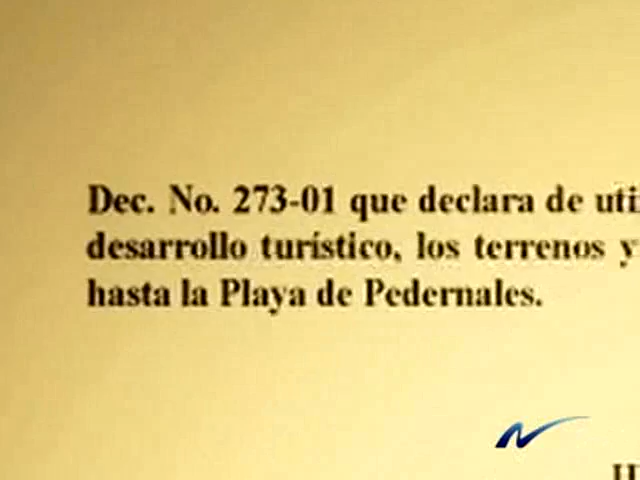 Dec. No. 273-01 que declara de uti
desarrollo turístico, los terrenos y
hasta la Playa de Pedernales.